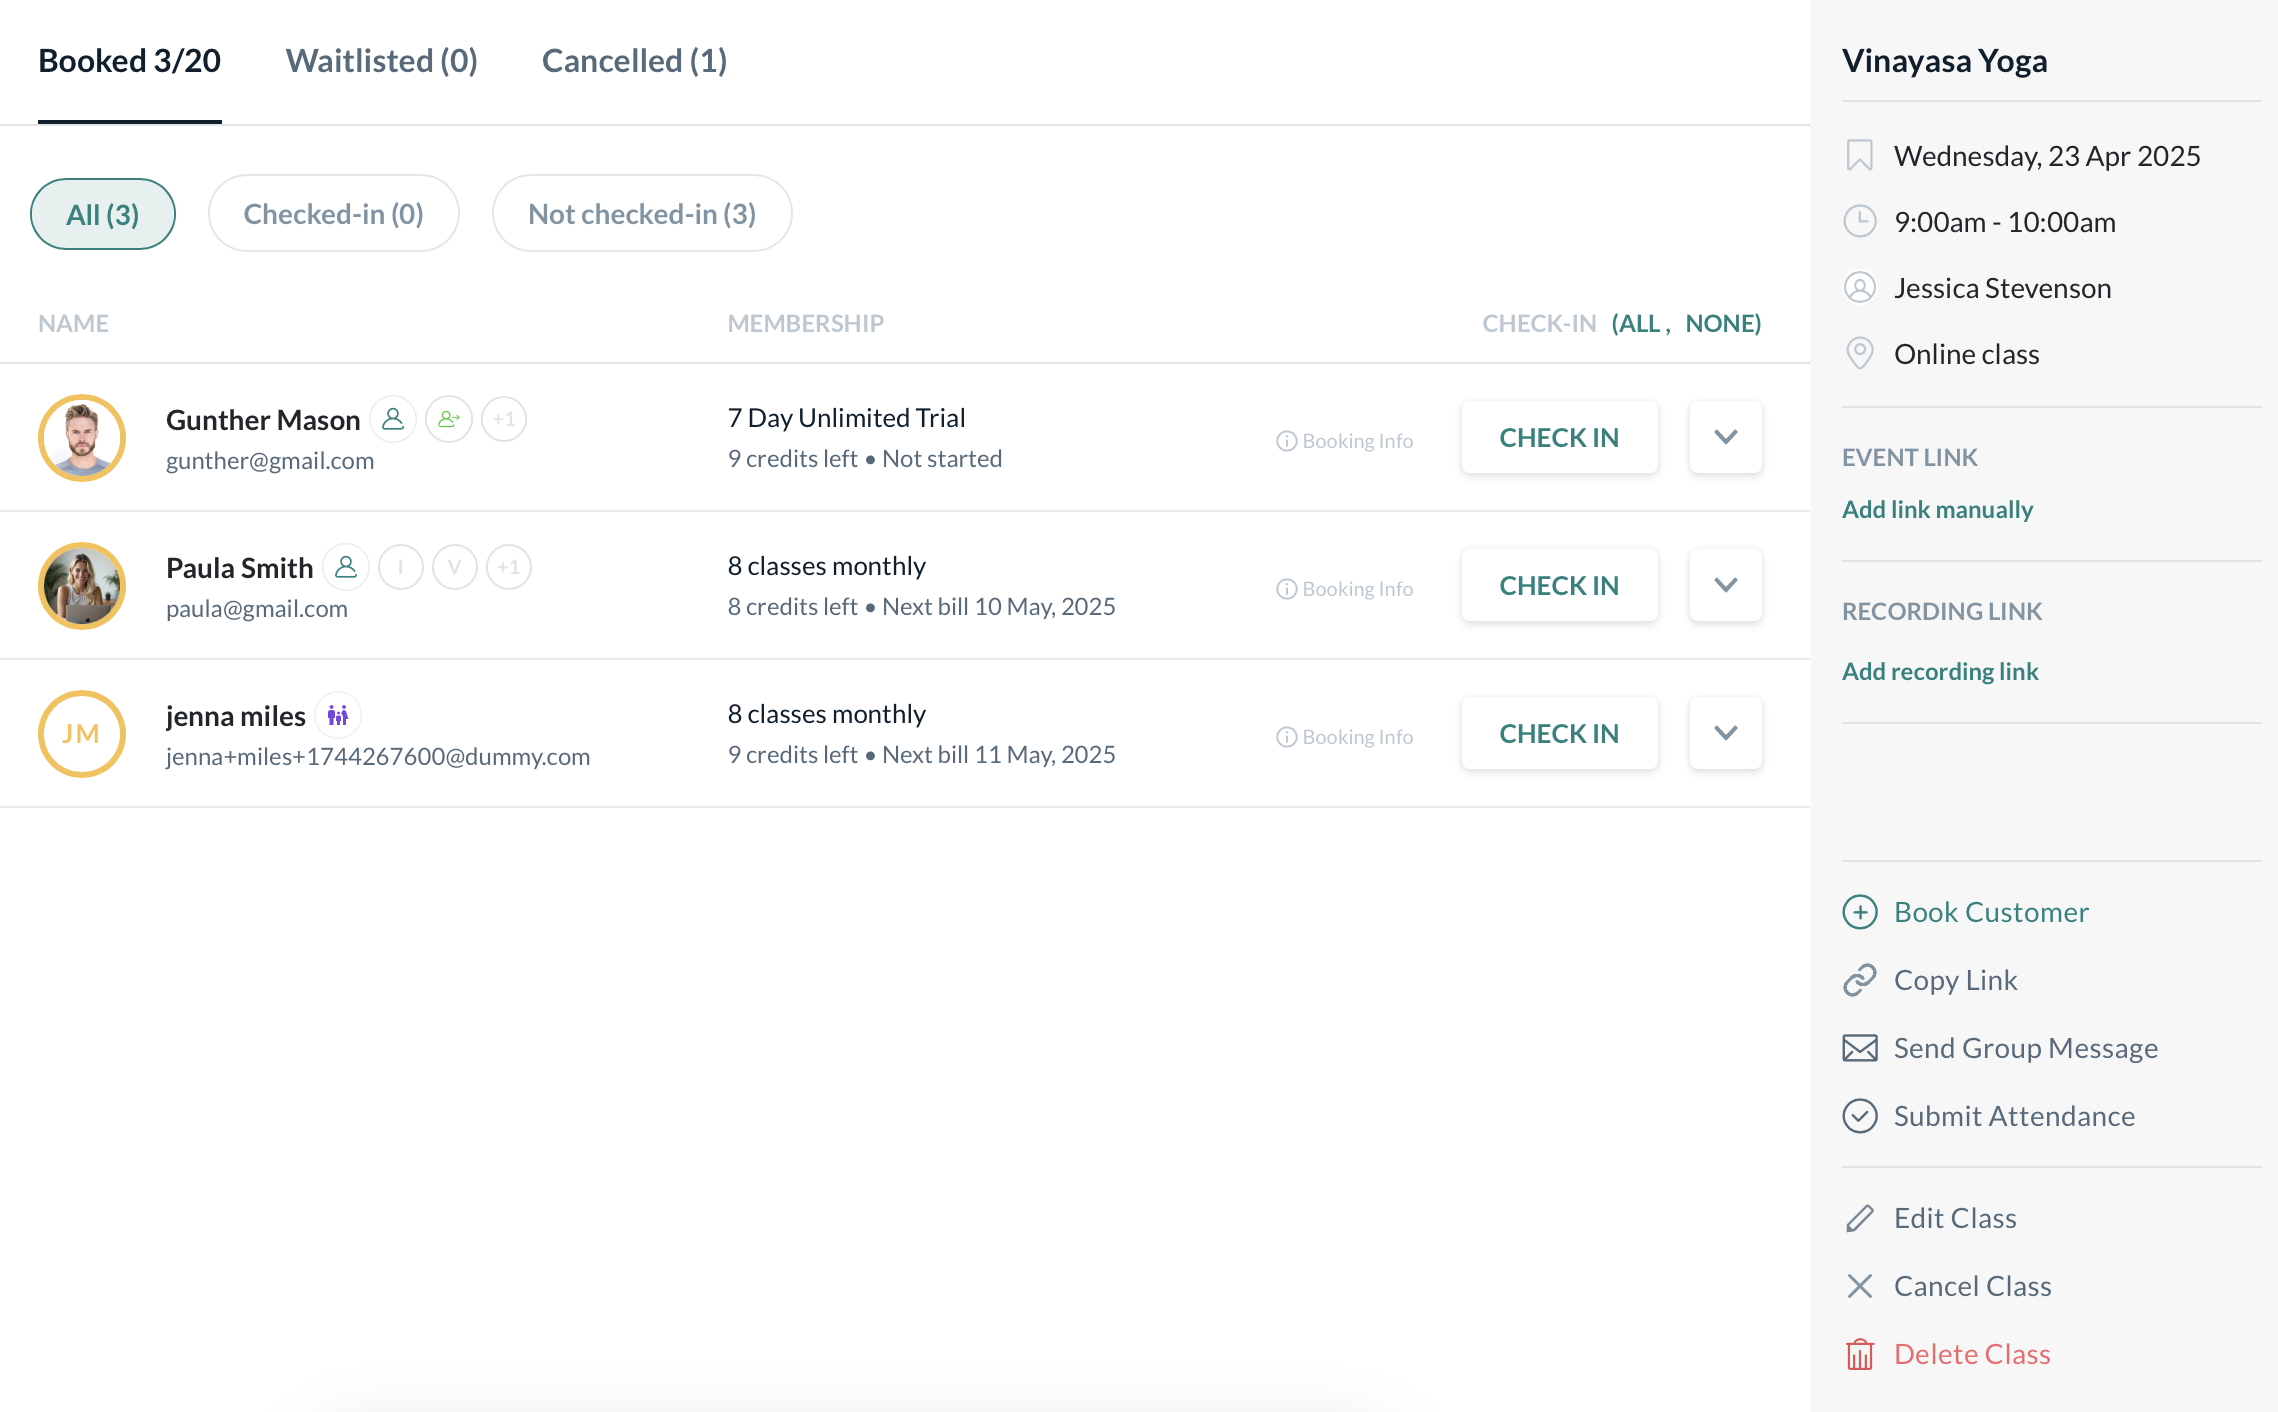 Booked 3/20 Waitlisted (0) Cancelled (1)
All (3) Checked-in (0) Not checked-in (3)
NAME MEMBERSHIP CHECK-IN (ALL , NONE)
Gunther Mason +1
gunther@gmail.com
7 Day Unlimited Trial
9 credits left • Not started
Booking Info
CHECK IN
Paula Smith I V +1
paula@gmail.com
8 classes monthly
8 credits left • Next bill 10 May, 2025
Booking Info
CHECK IN
JM
jenna miles
jenna+miles+1744267600@dummy.com
8 classes monthly
9 credits left • Next bill 11 May, 2025
Booking Info
CHECK IN
Vinayasa Yoga
Wednesday, 23 Apr 2025
9:00am - 10:00am
Jessica Stevenson
Online class
EVENT LINK
Add link manually
RECORDING LINK
Add recording link
Book Customer
Copy Link
Send Group Message
Submit Attendance
Edit Class
Cancel Class
Delete Class